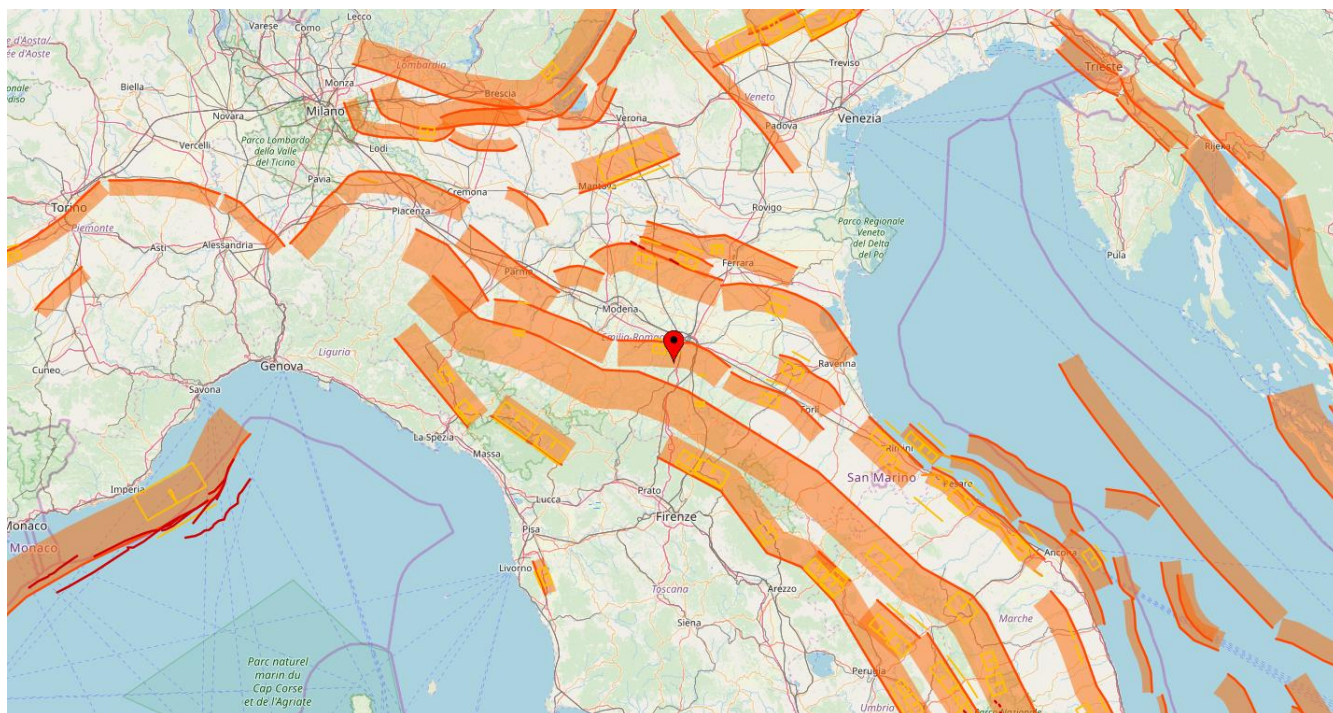 Varese
Como
Lecco
e d'Aosta/
ée d'Aoste
Lombardia
Biella
Monza
Brescia
Treviso
Trieste
Novara
Milano
Veneto
Verona
Padova
Venezia
Rijeka
Vercelli
Parco Lombardo
della Valle
del Ticino
Lodi
Pavia
Cremona
Mantova
Rovigo
Torino
Piacenza
Piemonte
Asti
Alessandria
Parco Regionale
Veneto
del Delta
del Po
Pula
Parma
Ferrara
Modena
Liguria
Cuneo
Genova
Ravenna
Savona
Forlì
La Spezia
Massa
Rimini
San Marino
Pesaro
Imperia
Lucca
Prato
Firenze
Monaco
Monaco
Pisa
Ancona
Livorno
Toscana
Arezzo
Siena
Marche
Parc naturel
marin du
Cap Corse
et de l'Agriate
Perugia
Umbria